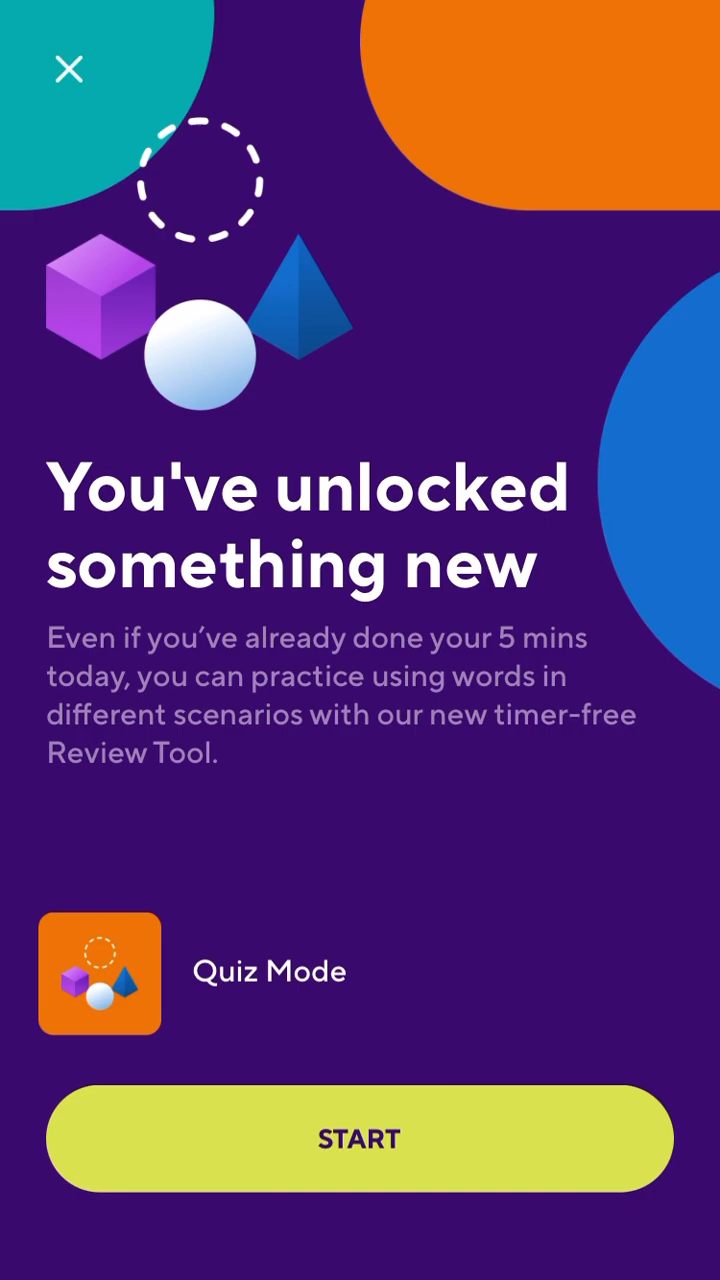 You've unlocked
something new
Even if you’ve already done your 5 mins
today, you can practice using words in
different scenarios with our new timer-free
Review Tool.
Quiz Mode
START